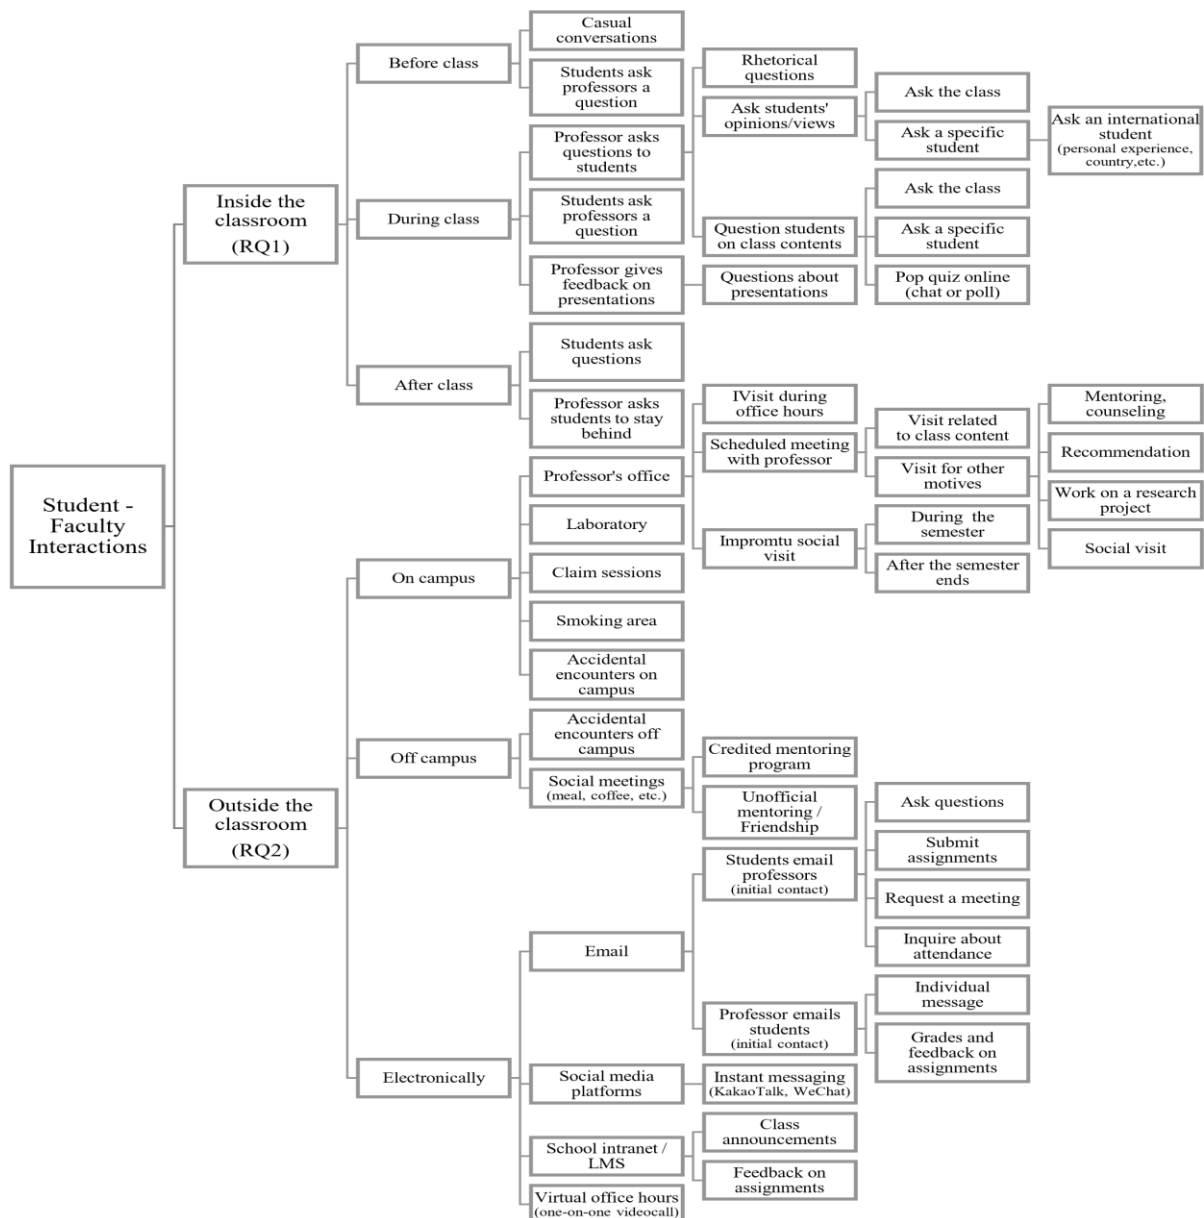 Student -
Faculty
Interactions
Inside the
classroom
(RQ1)
Before class
Casual
conversations
Students ask
professors a
question
During class
Professor asks
questions to
students
Rhetorical
questions
Ask students'
opinions/views
Ask the class
Ask a specific
student
Ask an international
student
(personal experience,
country,etc.)
Question students
on class contents
Ask the class
Ask a specific
student
Pop quiz online
(chat or poll)
Students ask
professors a
question
Professor gives
feedback on
presentations
Questions about
presentations
After class
Students ask
questions
Professor asks
students to stay
behind
Outside the
classroom
(RQ2)
On campus
Professor's office
IVisit during
office hours
Scheduled meeting
with professor
Visit related
to class content
Visit for other
motives
Mentoring,
counseling
Recommendation
Work on a research
project
Social visit
Impromtu social
visit
During the
semester
After the semester
ends
Laboratory
Claim sessions
Smoking area
Accidental
encounters on
campus
Off campus
Accidental
encounters off
campus
Social meetings
(meal, coffee, etc.)
Credited mentoring
program
Unofficial
mentoring /
Friendship
Electronically
Email
Students email
professors
(initial contact)
Ask questions
Submit
assignments
Request a meeting
Inquire about
attendance
Professor emails
students
(initial contact)
Individual
message
Grades and
feedback on
assignments
Social media
platforms
Instant messaging
(KakaoTalk, WeChat)
School intranet /
LMS
Class
announcements
Feedback on
assignments
Virtual office hours
(one-on-one videocall)